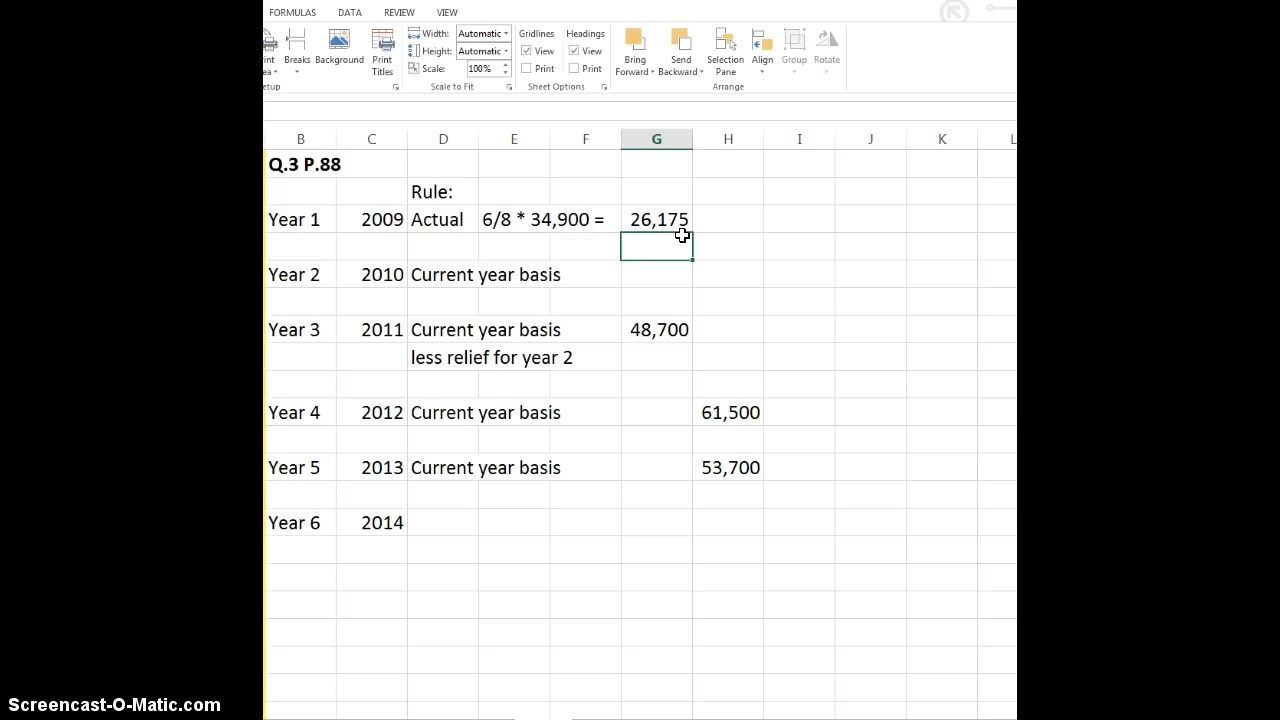 FORMULAS DATA REVIEW VIEW
Width: Automatic Gridlines Headings
Height: Automatic View View
Breaks Background Print Titles Scale: 100% Print Print Bring Forward Send Backward Selection Pane Align Group Rotate
Scale to Fit Sheet Options Arrange
B C D E F G H I J K L
Q.3 P.88
Rule:
Year 1 2009 Actual 6/8 * 34,900 = 26,175
Year 2 2010 Current year basis
Year 3 2011 Current year basis 48,700
less relief for year 2
Year 4 2012 Current year basis 61,500
Year 5 2013 Current year basis 53,700
Year 6 2014
Screencast-O-Matic.com